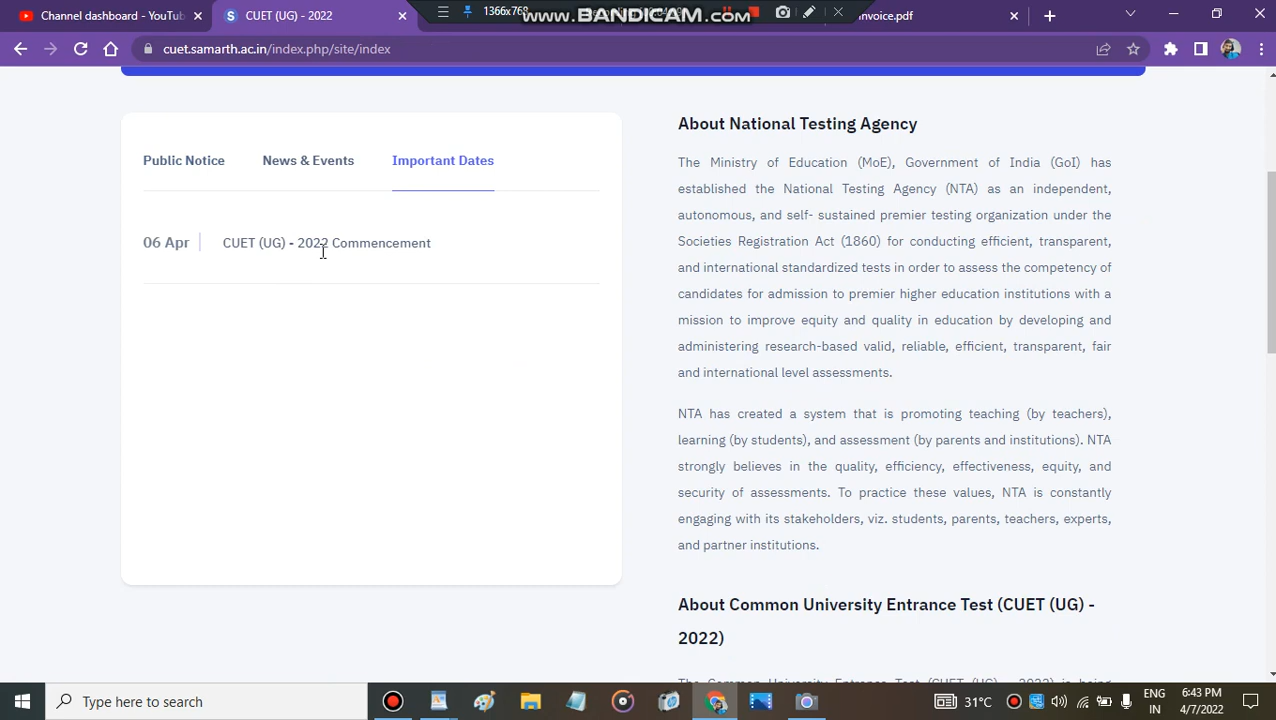 Channel dashboard - YouTube
CUET (UG) - 2022
1366x768
www.BANDICAM.com
invoice.pdf
cuet.samarth.ac.in/index.php/site/index
Public Notice News & Events Important Dates
06 Apr CUET (UG) - 2022 Commencement
About National Testing Agency
The Ministry of Education (MoE), Government of India (GoI) has
established the National Testing Agency (NTA) as an independent,
autonomous, and self- sustained premier testing organization under the
Societies Registration Act (1860) for conducting efficient, transparent,
and international standardized tests in order to assess the competency of
candidates for admission to premier higher education institutions with a
mission to improve equity and quality in education by developing and
administering research-based valid, reliable, efficient, transparent, fair
and international level assessments.
NTA has created a system that is promoting teaching (by teachers),
learning (by students), and assessment (by parents and institutions). NTA
strongly believes in the quality, efficiency, effectiveness, equity, and
security of assessments. To practice these values, NTA is constantly
engaging with its stakeholders, viz. students, parents, teachers, experts,
and partner institutions.
About Common University Entrance Test (CUET (UG) -
2022)
Type here to search
31°C
ENG
IN
6:43 PM
4/7/2022